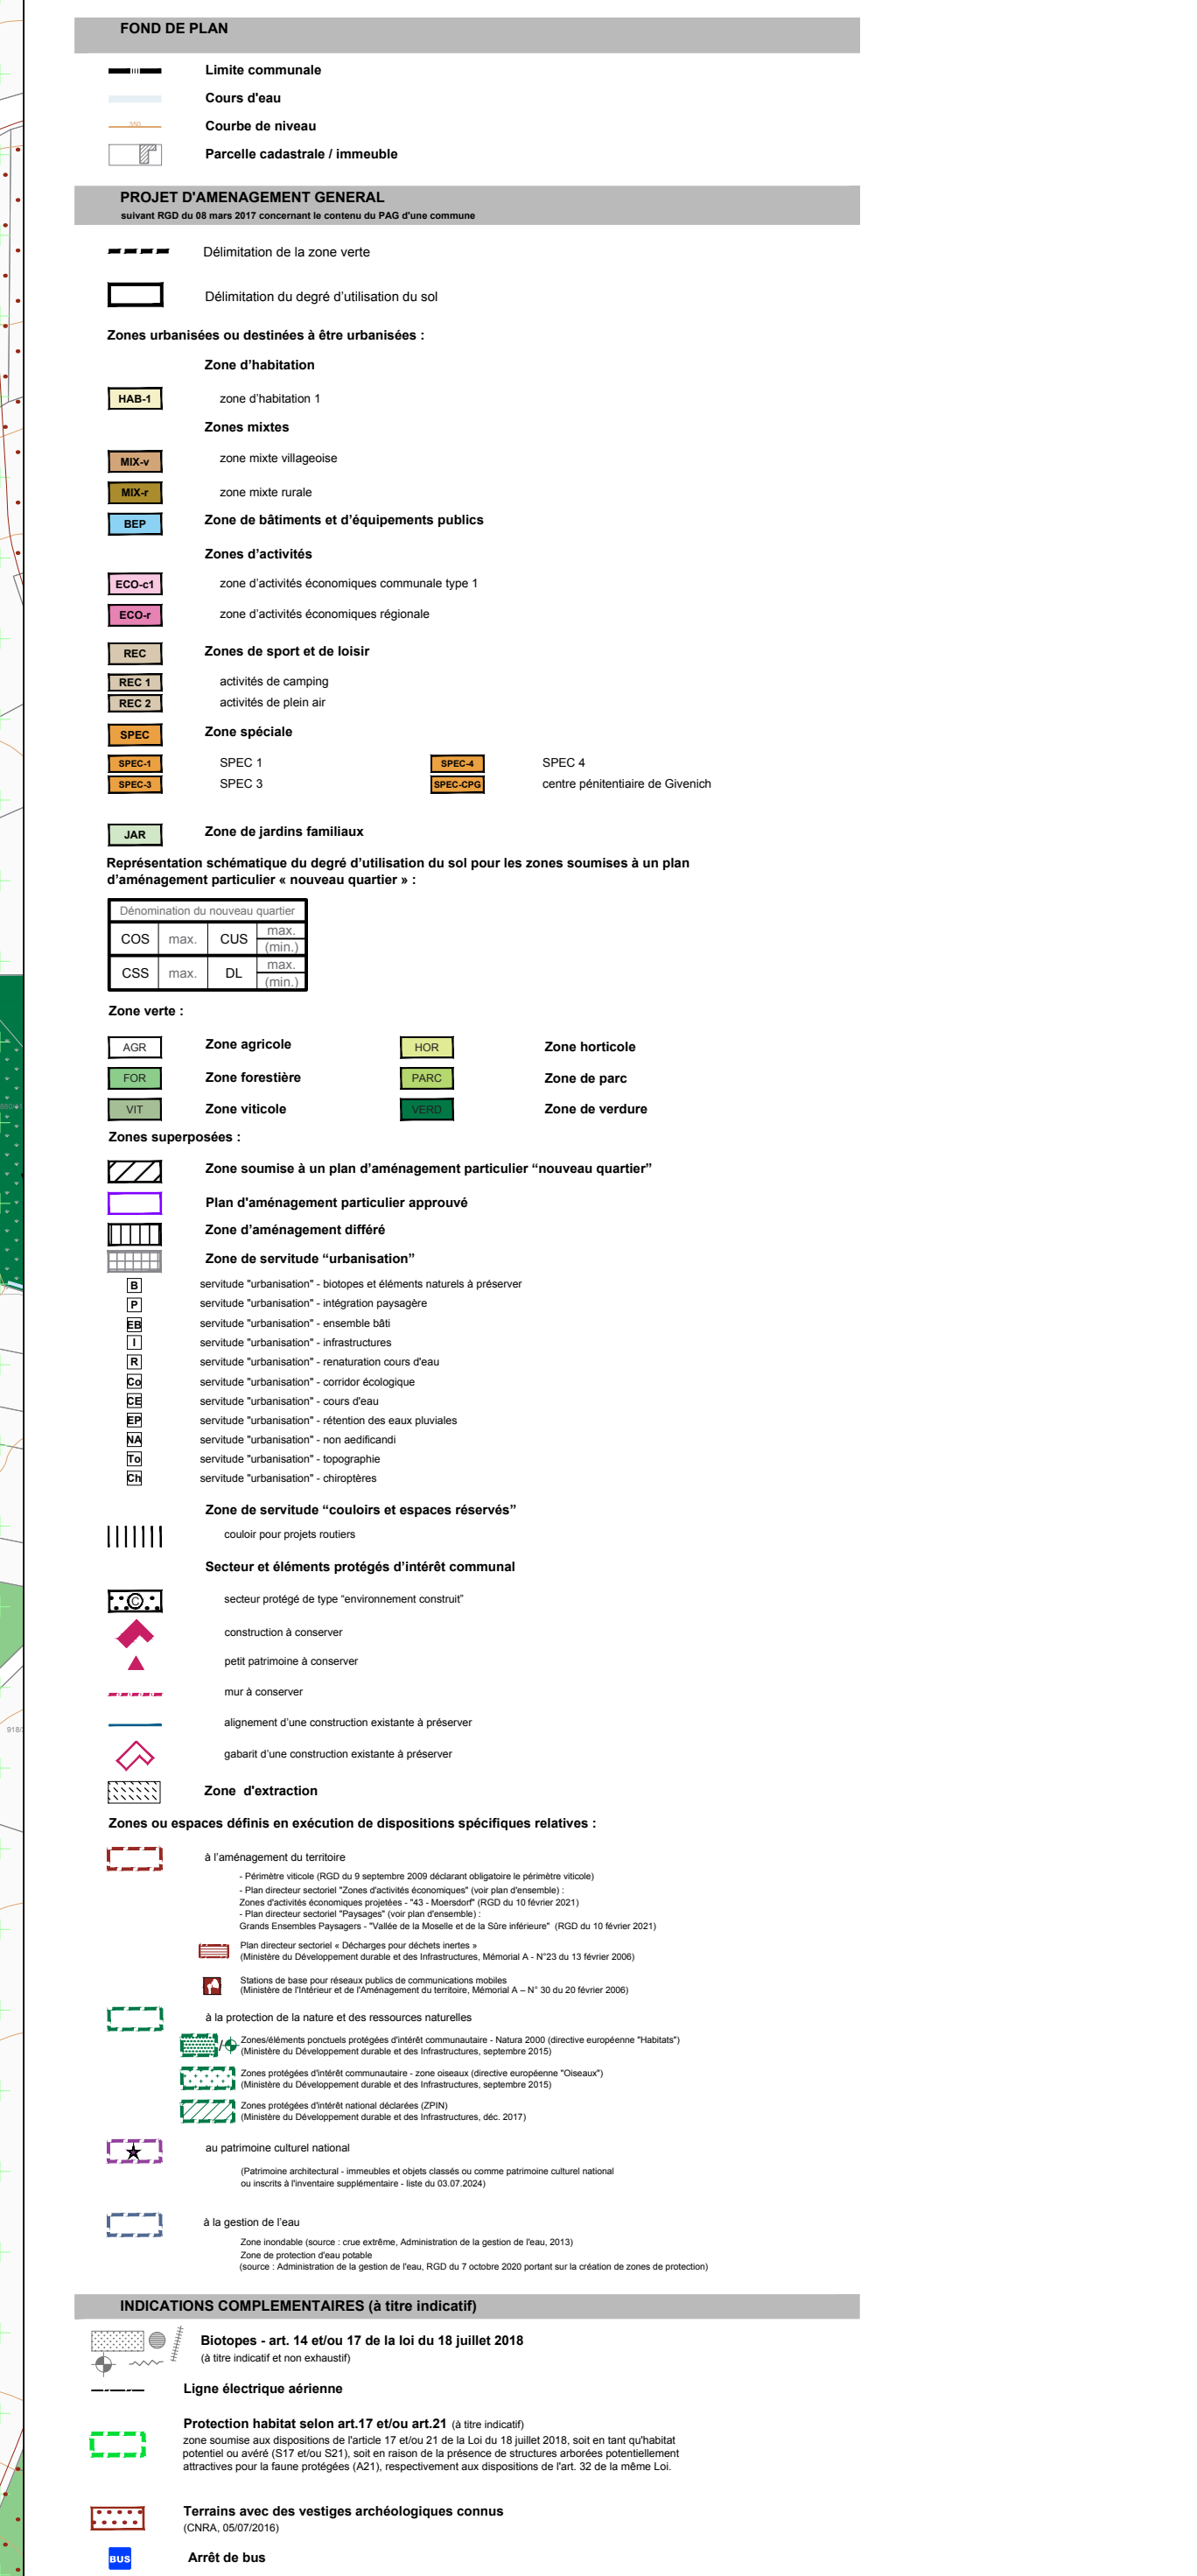 FOND DE PLAN
Limite communale
Cours d'eau
Courbe de niveau
Parcelle cadastrale / immeuble
PROJET D'AMENAGEMENT GENERAL
suivant RGD du 08 mars 2017 concernant le contenu du PAG d'une commune
Délimitation de la zone verte
Délimitation du degré d’utilisation du sol
Zones urbanisées ou destinées à être urbanisées :
Zone d’habitation
HAB-1 zone d’habitation 1
Zones mixtes
MIX-v zone mixte villageoise
MIX-r zone mixte rurale
BEP Zone de bâtiments et d’équipements publics
Zones d’activités
ECO-c1 zone d’activités économiques communale type 1
ECO-r zone d’activités économiques régionale
REC Zones de sport et de loisir
REC 1 activités de camping
REC 2 activités de plein air
SPEC Zone spéciale
SPEC-1 SPEC 1 SPEC-4 SPEC 4
SPEC-3 SPEC 3 SPEC-CPG centre pénitentiaire de Givenich
JAR Zone de jardins familiaux
Représentation schématique du degré d’utilisation du sol pour les zones soumises à un plan
d’aménagement particulier « nouveau quartier » :
Dénomination du nouveau quartier
COS max. CUS max.
(min.)
CSS max. DL max.
(min.)
Zone verte :
AGR Zone agricole HOR Zone horticole
FOR Zone forestière PARC Zone de parc
VIT Zone viticole VERD Zone de verdure
Zones superposées :
Zone soumise à un plan d’aménagement particulier “nouveau quartier”
Plan d'aménagement particulier approuvé
Zone d’aménagement différé
Zone de servitude “urbanisation”
B servitude "urbanisation" - biotopes et éléments naturels à préserver
P servitude "urbanisation" - intégration paysagère
EB servitude "urbanisation" - ensemble bâti
I servitude "urbanisation" - infrastructures
R servitude "urbanisation" - renaturation cours d'eau
Co servitude "urbanisation" - corridor écologique
CE servitude "urbanisation" - cours d'eau
EP servitude "urbanisation" - rétention des eaux pluviales
NA servitude "urbanisation" - non aedificandi
To servitude "urbanisation" - topographie
Ch servitude "urbanisation" - chiroptères
Zone de servitude “couloirs et espaces réservés”
couloir pour projets routiers
Secteur et éléments protégés d’intérêt communal
C secteur protégé de type “environnement construit”
construction à conserver
petit patrimoine à conserver
mur à conserver
alignement d’une construction existante à préserver
gabarit d’une construction existante à préserver
Zone d'extraction
Zones ou espaces définis en exécution de dispositions spécifiques relatives :
à l’aménagement du territoire
- Périmètre viticole (RGD du 9 septembre 2009 déclarant obligatoire le périmètre viticole)
- Plan directeur sectoriel "Zones d'activités économiques" (voir plan d'ensemble) :
Zones d'activités économiques projetées - "43 - Moersdorf" (RGD du 10 février 2021)
- Plan directeur sectoriel "Paysages" (voir plan d'ensemble) :
Grands Ensembles Paysagers - "Vallée de la Moselle et de la Sûre inférieure" (RGD du 10 février 2021)
Plan directeur sectoriel « Décharges pour déchets inertes »
(Ministère du Développement durable et des Infrastructures, Mémorial A - N°23 du 13 février 2006)
Stations de base pour réseaux publics de communications mobiles
(Ministère de l'Intérieur et de l'Aménagement du territoire, Mémorial A – N° 30 du 20 février 2006)
à la protection de la nature et des ressources naturelles
/ Zones/éléments ponctuels protégées d'intérêt communautaire - Natura 2000 (directive européenne "Habitats")
(Ministère du Développement durable et des Infrastructures, septembre 2015)
Zones protégées d'intérêt communautaire - zone oiseaux (directive européenne "Oiseaux")
(Ministère du Développement durable et des Infrastructures, septembre 2015)
Zones protégées d'intérêt national déclarées (ZPIN)
(Ministère du Développement durable et des Infrastructures, déc. 2017)
au patrimoine culturel national
(Patrimoine architectural - immeubles et objets classés ou comme patrimoine culturel national
ou inscrits à l'inventaire supplémentaire - liste du 03.07.2024)
à la gestion de l’eau
Zone inondable (source : crue extrême, Administration de la gestion de l'eau, 2013)
Zone de protection d'eau potable
(source : Administration de la gestion de l'eau, RGD du 7 octobre 2020 portant sur la création de zones de protection)
INDICATIONS COMPLEMENTAIRES (à titre indicatif)
Biotopes - art. 14 et/ou 17 de la loi du 18 juillet 2018
(à titre indicatif et non exhaustif)
Ligne électrique aérienne
Protection habitat selon art.17 et/ou art.21 (à titre indicatif)
zone soumise aux dispositions de l'article 17 et/ou 21 de la Loi du 18 juillet 2018, soit en tant qu'habitat
potentiel ou avéré (S17 et/ou S21), soit en raison de la présence de structures arborées potentiellement
attractives pour la faune protégées (A21), respectivement aux dispositions de l'art. 32 de la même Loi.
Terrains avec des vestiges archéologiques connus
(CNRA, 05/07/2016)
BUS Arrêt de bus